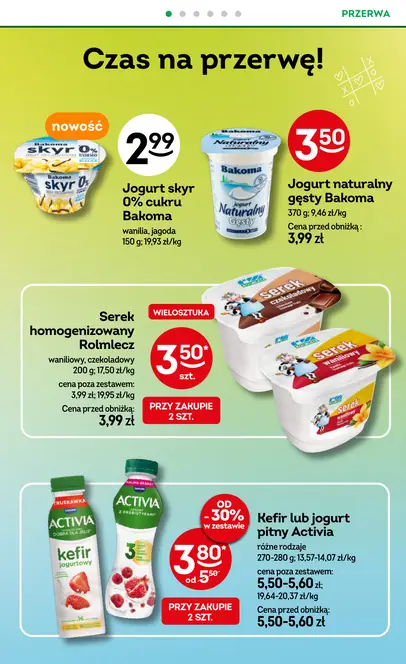 PRZERWA
Czas na przerwę!
nowość
Bakoma
skyr
0%
Bakoma
skyr
0%
2 99
Jogurt skyr
0% cukru
Bakoma
wanilia, jagoda
150 g; 19,93 zł/kg
Bakoma
jogurt
Naturalny
Gęsty
3 50
Jogurt naturalny
gęsty Bakoma
370 g; 9,46 zł/kg
Cena przed obniżką :
3,99 zł
Serek
homogenizowany
Rolmlecz
waniliowy, czekoladowy
200 g; 17,50 zł/kg
cena poza zestawem:
3,99 zł; 19,95 zł/kg
Cena przed obniżką:
3,99 zł
WIELOSZTUKA
3 50*
szt.
PRZY ZAKUPIE
2 SZT.
serek
czekoladowy
serek
waniliowy
serek
waniliowy
TRUSKAWKA
ACTIVIA
kefir
jogurtowy
ACTIVIA
3
OD
-30%
w zestawie
3 80*
od 5 50
PRZY ZAKUPIE
2 SZT.
Kefir lub jogurt
pitny Activia
różne rodzaje
270-280 g; 13,57-14,07 zł/kg
cena poza zestawem:
5,50-5,60 zł;
19,64-20,37 zł/kg
Cena przed obniżką:
5,50-5,60 zł